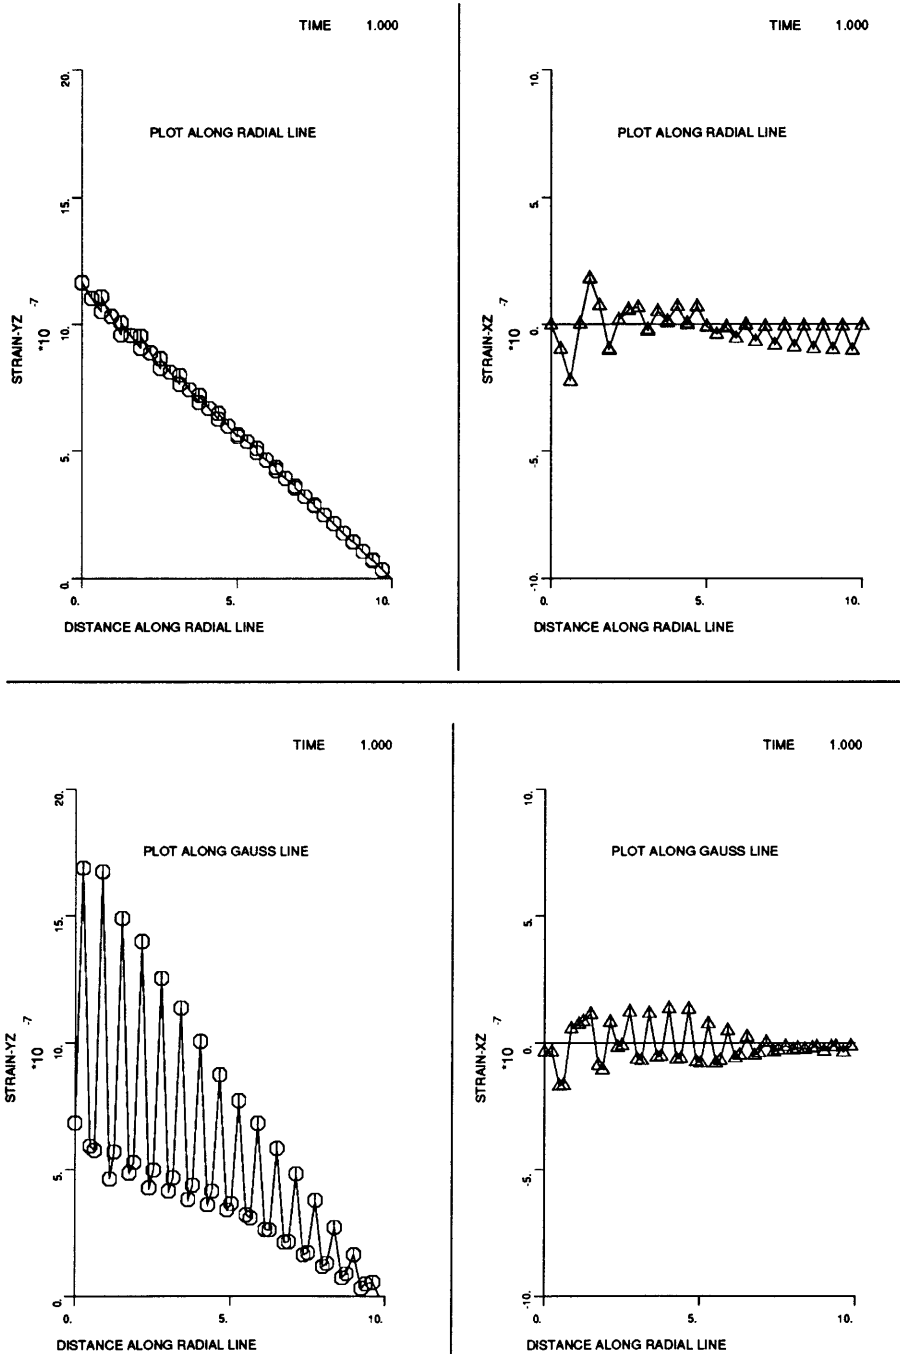 TIME 1.000
20.
PLOT ALONG RADIAL LINE
15.
STRAIN-YZ
*10 -7
10.
5.
0.
0. 5. 10.
DISTANCE ALONG RADIAL LINE
TIME 1.000
10.
PLOT ALONG RADIAL LINE
5.
STRAIN-XZ
*10 -7
0.
-5.
-10.
0. 5. 10.
DISTANCE ALONG RADIAL LINE
TIME 1.000
20.
PLOT ALONG GAUSS LINE
15.
STRAIN-YZ
*10 -7
10.
5.
0.
0. 5. 10.
DISTANCE ALONG RADIAL LINE
TIME 1.000
10.
PLOT ALONG GAUSS LINE
5.
STRAIN-XZ
*10 -7
0.
-5.
-10.
0. 5. 10.
DISTANCE ALONG RADIAL LINE